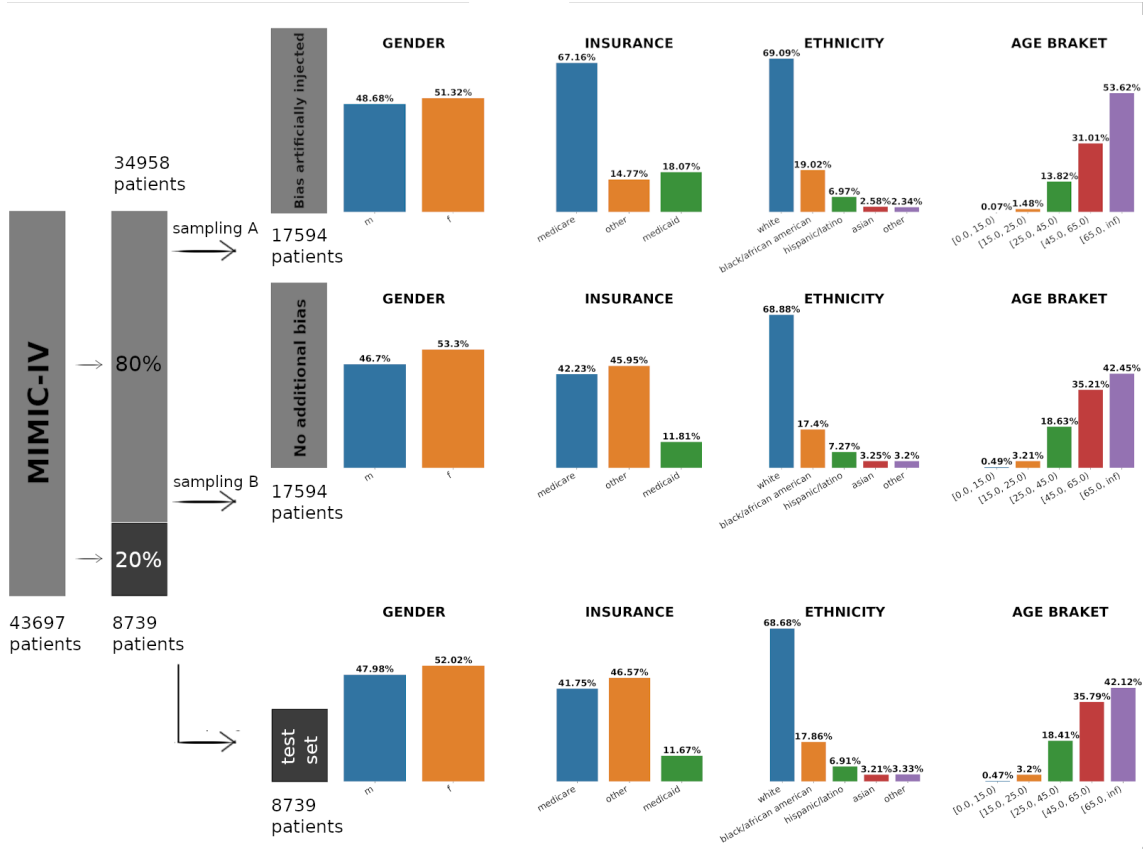 MIMIC-IV
43697
patients
34958
patients
80%
20%
8739
patients
sampling A
sampling B
Bias artificially injected
17594
patients
GENDER
48.68%
51.32%
m
f
INSURANCE
67.16%
14.77%
18.07%
medicare
other
medicaid
ETHNICITY
69.09%
19.02%
6.97%
2.58%
2.34%
white
black/african american
hispanic/latino
asian
other
AGE BRAKET
0.07%
1.48%
13.82%
31.01%
53.62%
[0.0, 15.0)
[15.0, 25.0)
[25.0, 45.0)
[45.0, 65.0)
[65.0, inf)
No additional bias
17594
patients
GENDER
46.7%
53.3%
m
f
INSURANCE
42.23%
45.95%
11.81%
medicare
other
medicaid
ETHNICITY
68.88%
17.4%
7.27%
3.25%
3.2%
white
black/african american
hispanic/latino
asian
other
AGE BRAKET
0.49%
3.21%
18.63%
35.21%
42.45%
[0.0, 15.0)
[15.0, 25.0)
[25.0, 45.0)
[45.0, 65.0)
[65.0, inf)
test
set
8739
patients
GENDER
47.98%
52.02%
m
f
INSURANCE
41.75%
46.57%
11.67%
medicare
other
medicaid
ETHNICITY
68.68%
17.86%
6.91%
3.21%
3.33%
white
black/african american
hispanic/latino
asian
other
AGE BRAKET
0.47%
3.2%
18.41%
35.79%
42.12%
[0.0, 15.0)
[15.0, 25.0)
[25.0, 45.0)
[45.0, 65.0)
[65.0, inf)